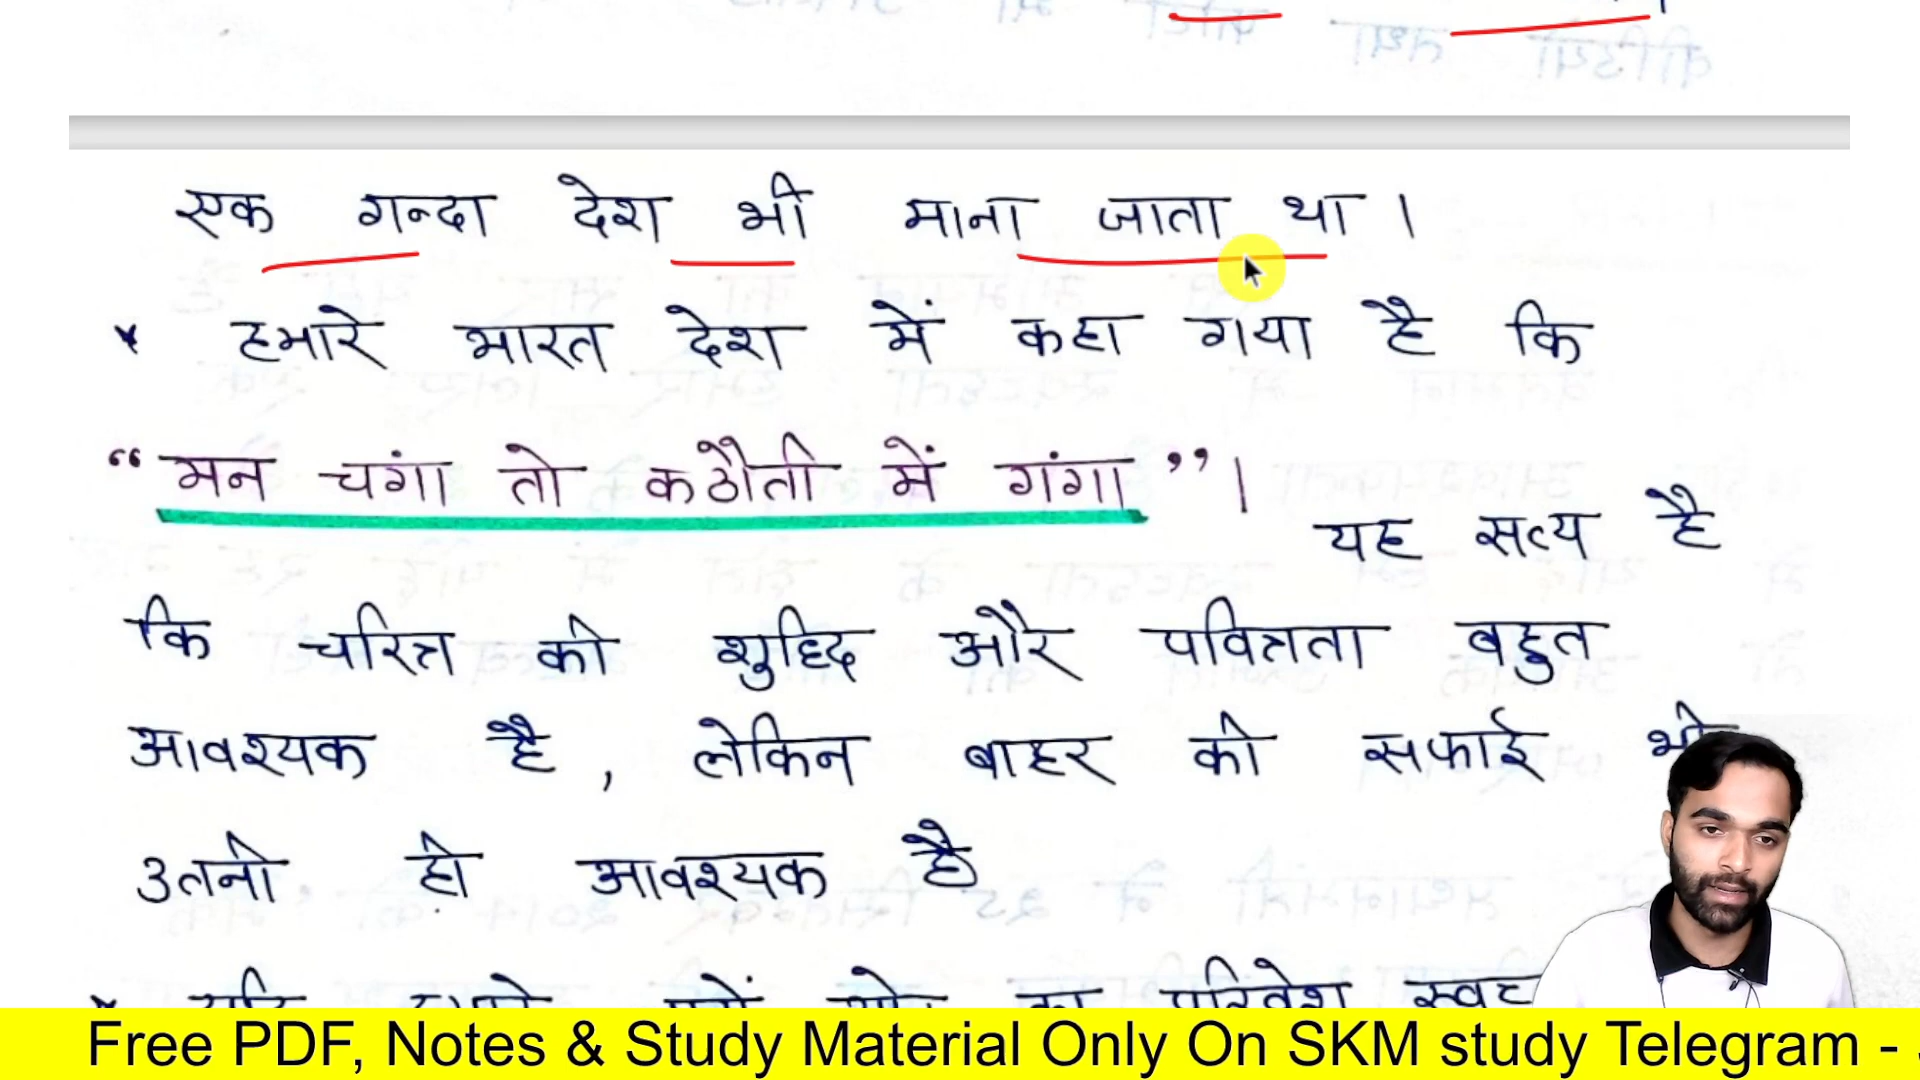 एक गन्दा देश भी माना जाता था।
* हमारे भारत देश में कहा गया है कि
“मन चगंा तो कठौती में गंगा”। यह सत्य है
कि चरित्र की शुद्धि और पवित्रता बहुत
आवश्यक है, लेकिन बाहर की सफाई भी
उतनी ही आवश्यक है
Free PDF, Notes & Study Material Only On SKM study Telegram -